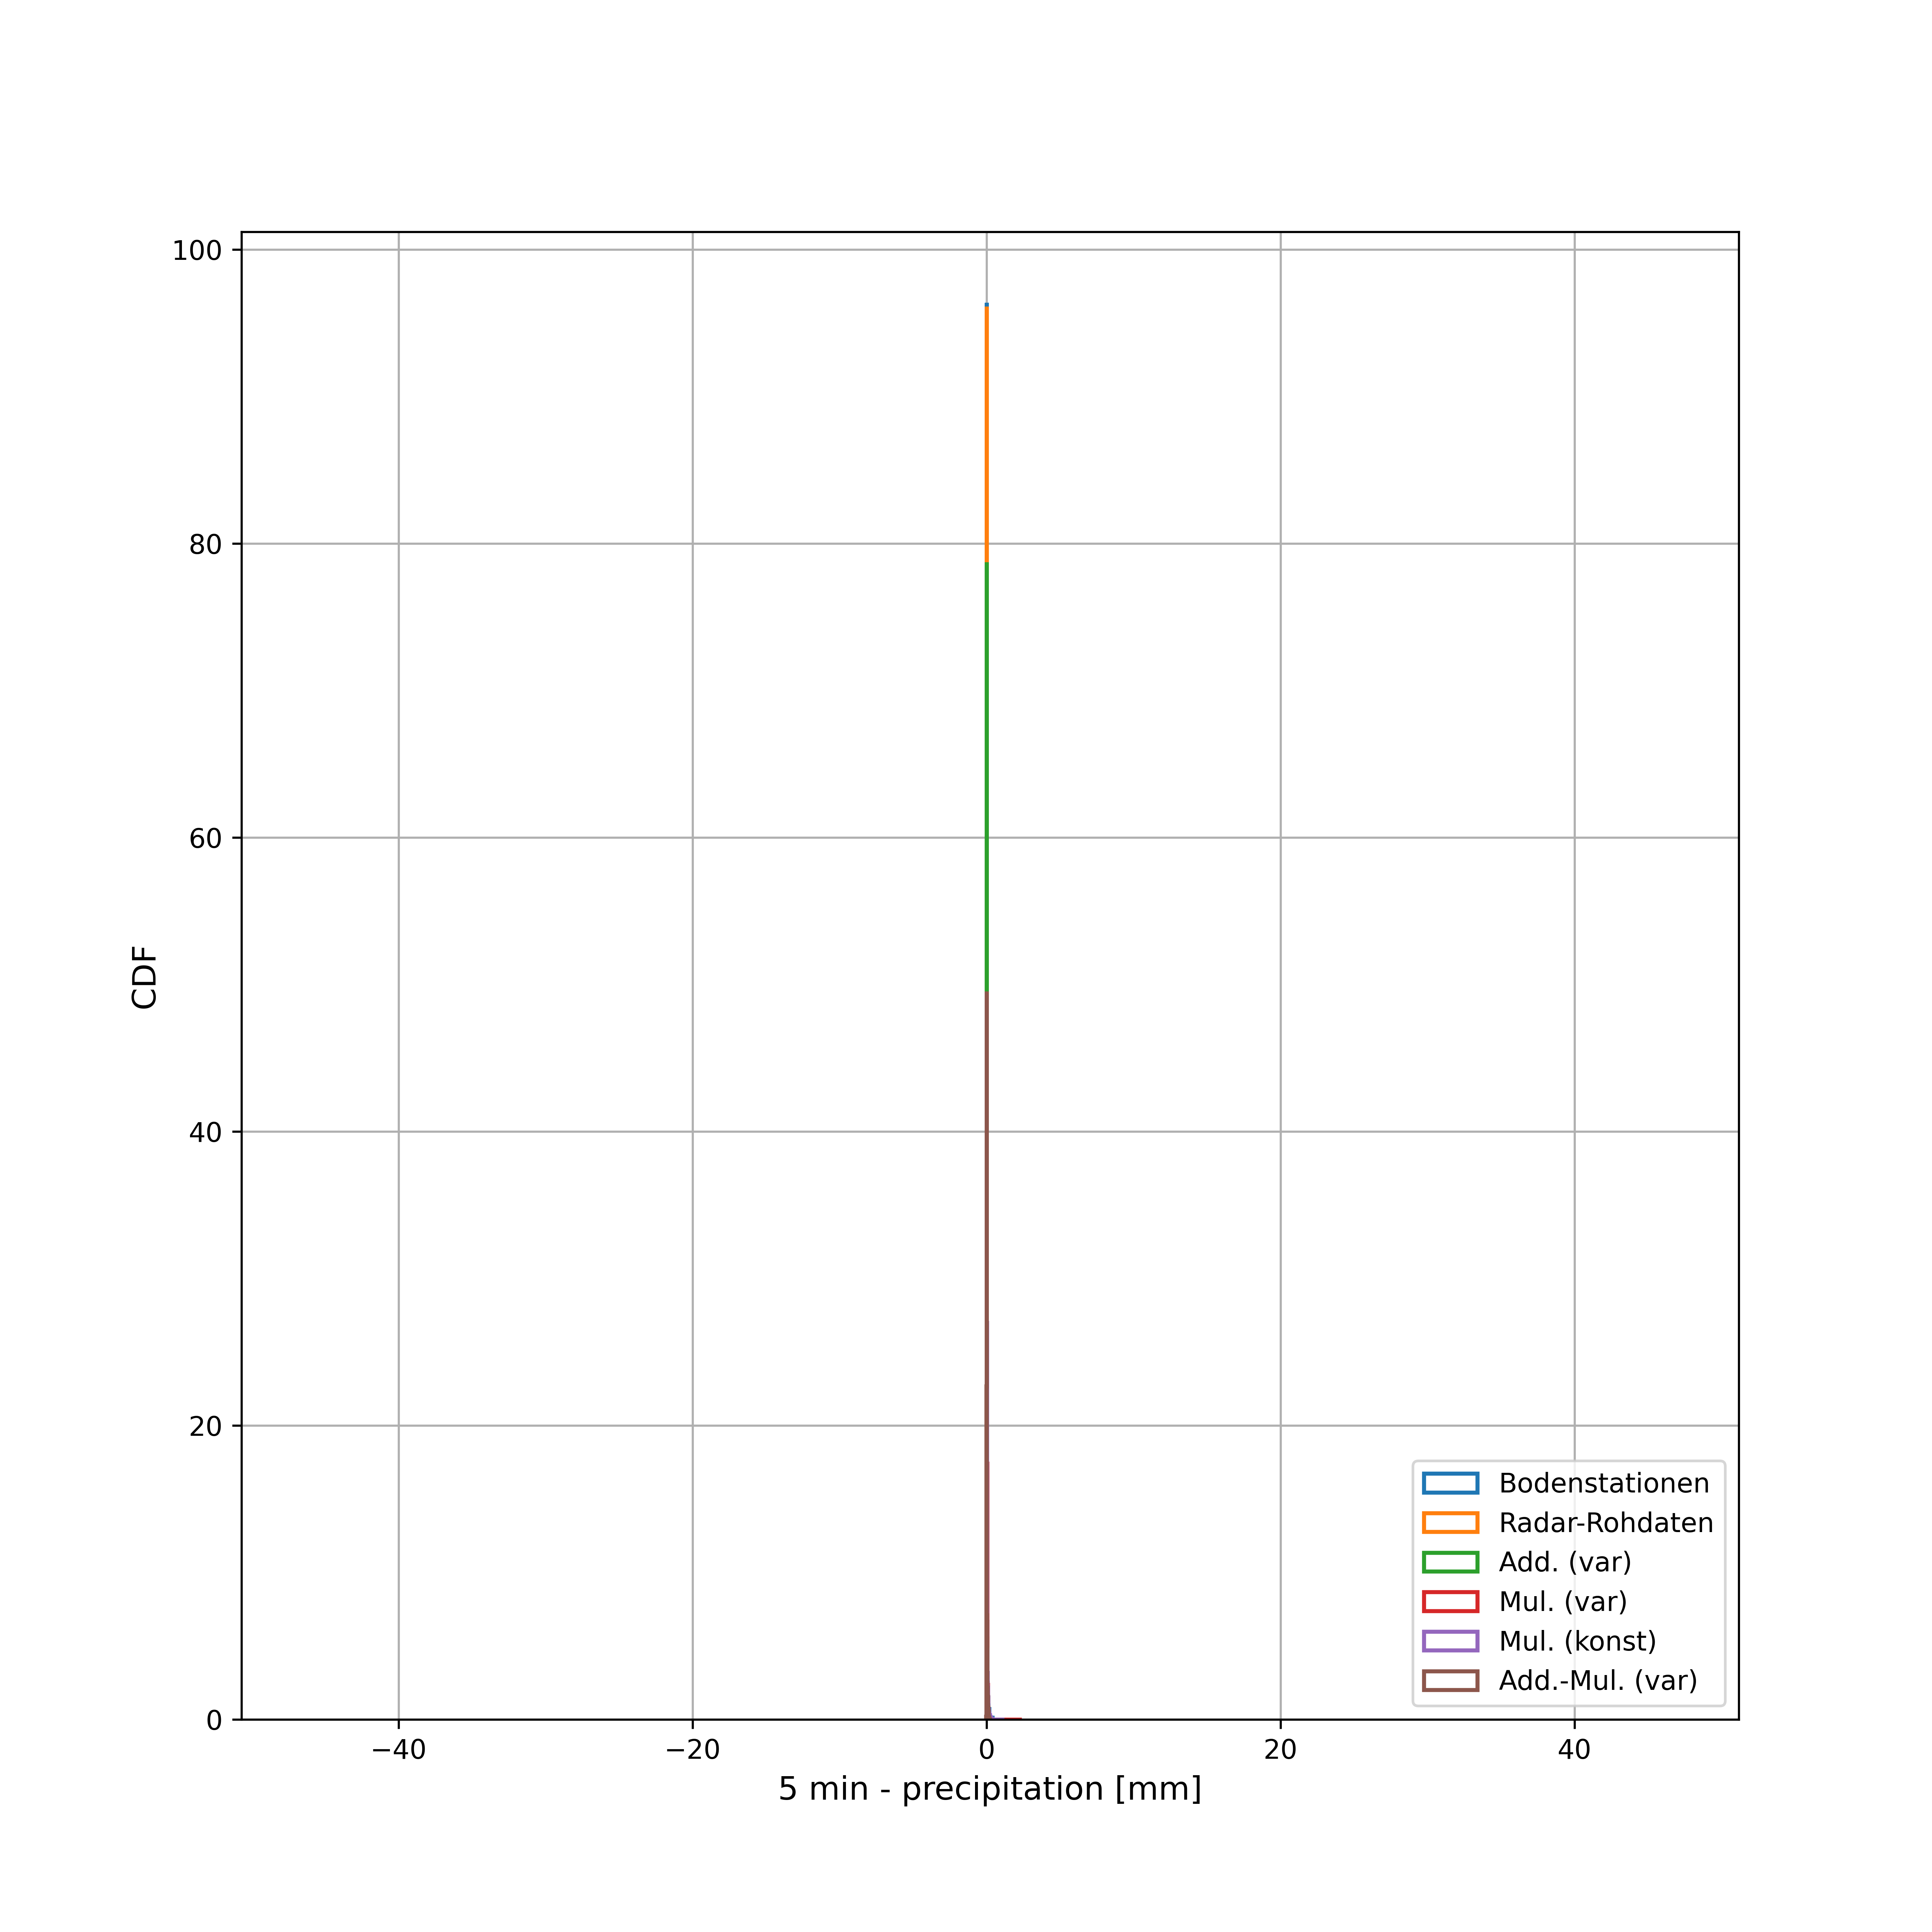 100
80
60
40
20
0
CDF
−40
−20
0
20
40
5 min - precipitation [mm]
Bodenstationen
Radar-Rohdaten
Add. (var)
Mul. (var)
Mul. (konst)
Add.-Mul. (var)